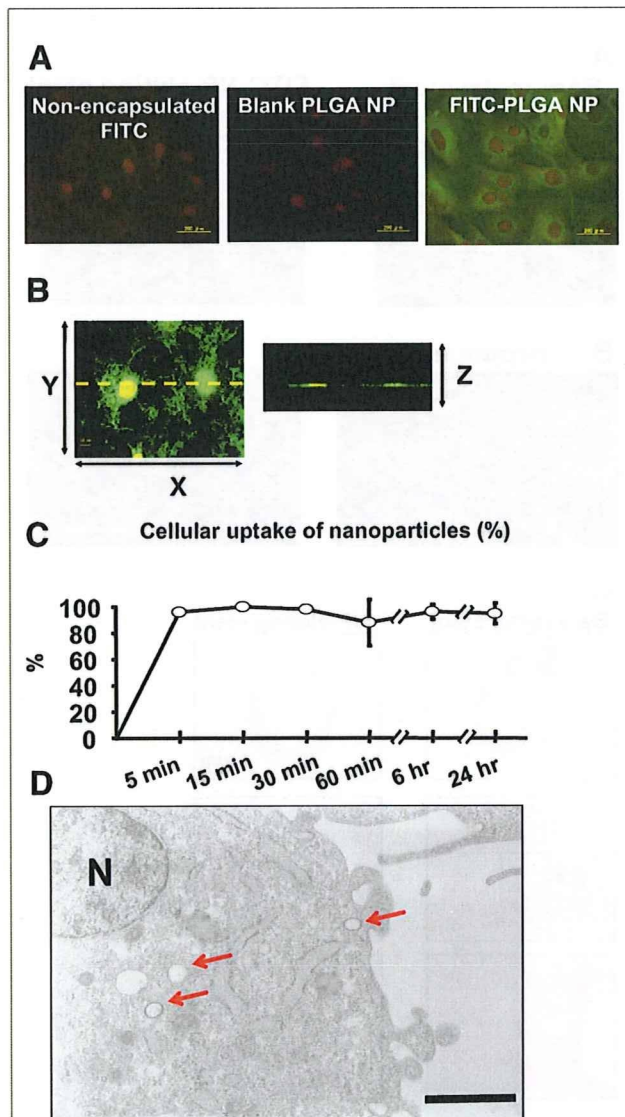 A
Non-encapsulated
FITC
Blank PLGA NP
FITC-PLGA NP
B
Y
X
Z
C
Cellular uptake of nanoparticles (%)
%
100
80
60
40
20
0
5 min
15 min
30 min
60 min
6 hr
24 hr
D
N